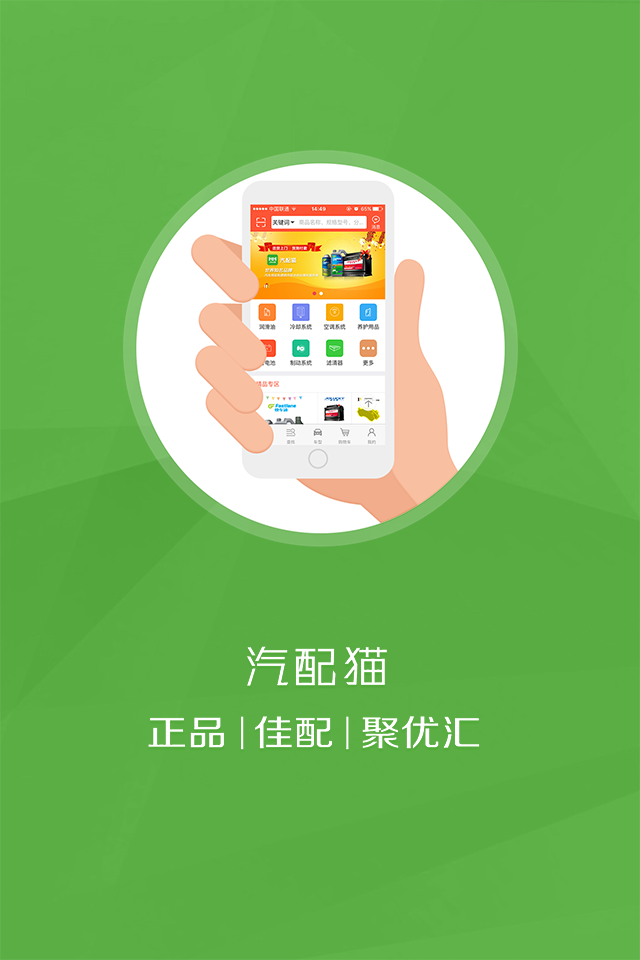 中国联通 14:49 65%
关键词 商品名称、规格型号、分... 消息
汽配猫
润滑油 冷却系统 空调系统 养护用品
电池 制动系统 滤清器 更多
精品专区
查找 车型 购物车 我的
汽配猫
正品|佳配|聚优汇